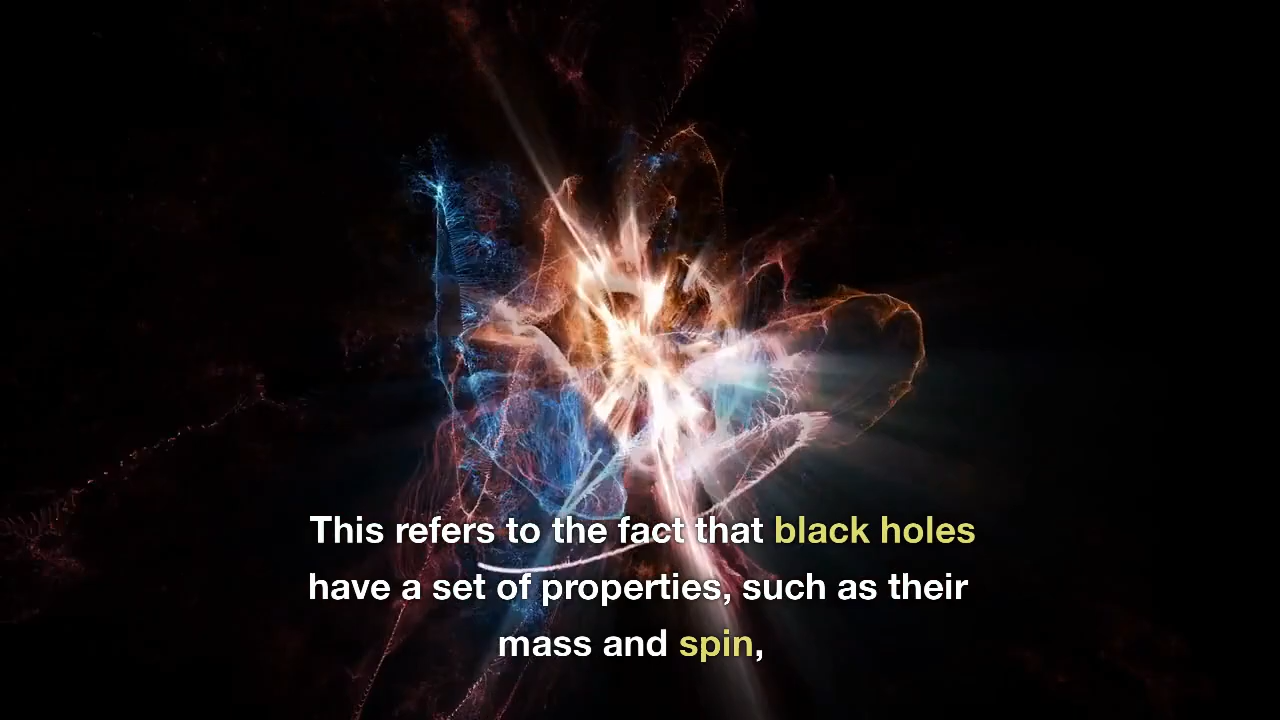 This refers to the fact that black holes
have a set of properties, such as their
mass and spin,